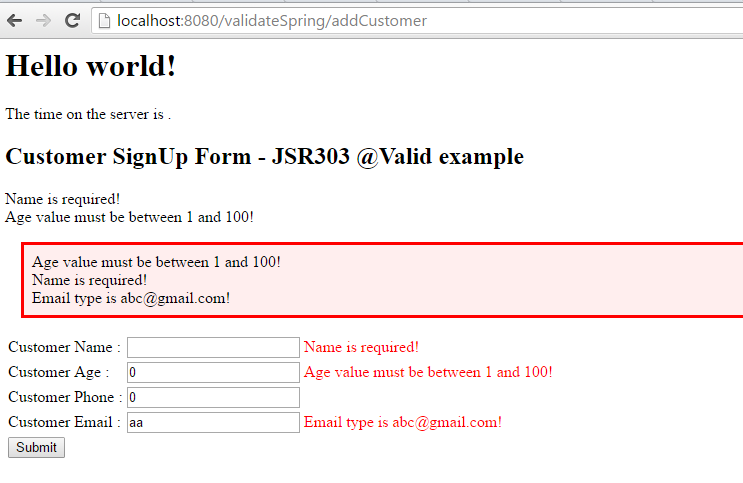 localhost:8080/validateSpring/addCustomer
Hello world!
The time on the server is .
Customer SignUp Form - JSR303 @Valid example
Name is required!
Age value must be between 1 and 100!
Age value must be between 1 and 100!
Name is required!
Email type is abc@gmail.com!
Customer Name : Name is required!
Customer Age : 0 Age value must be between 1 and 100!
Customer Phone : 0
Customer Email : aa Email type is abc@gmail.com!
Submit